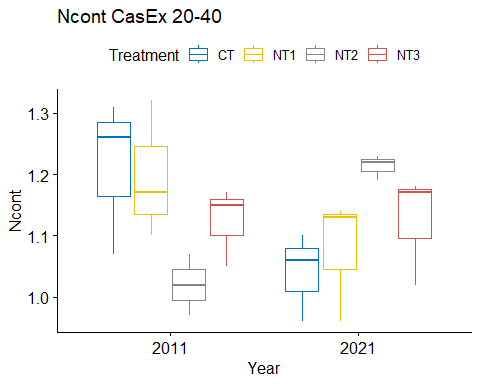 Ncont CasEx 20-40
Treatment CT NT1 NT2 NT3
Ncont
1.3
1.2
1.1
1.0
2011 2021
Year